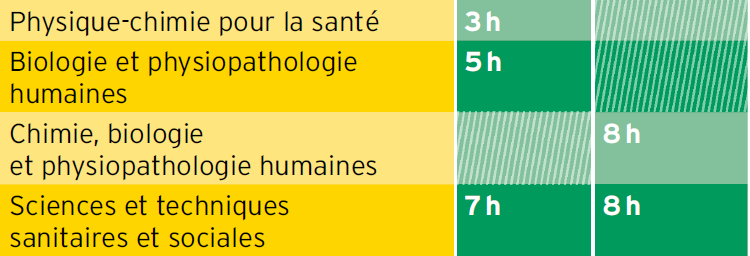 Physique-chimie pour la santé 3 h
Biologie et physiopathologie 5 h
humaines
Chimie, biologie 8 h
et physiopathologie humaines
Sciences et techniques 7 h 8 h
sanitaires et sociales